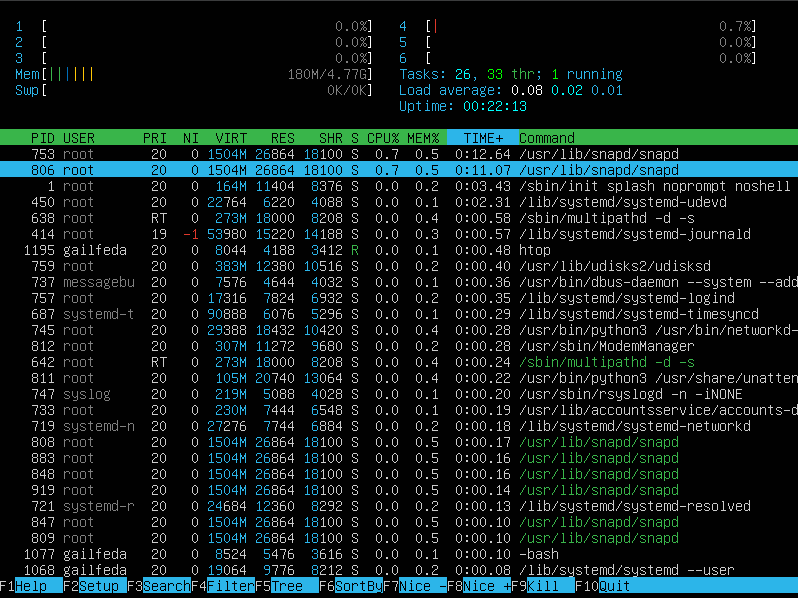 1 [ 0.0%] 4 [| 0.7%]
2 [ 0.0%] 5 [ 0.0%]
3 [ 0.0%] 6 [ 0.0%]
Mem[|||||| 180M/4.77G] Tasks: 26, 33 thr; 1 running
Swp[ 0K/0K] Load average: 0.08 0.02 0.01
Uptime: 00:22:13
PID USER PRI NI VIRT RES SHR S CPU% MEM% TIME+ Command
753 root 20 0 1504M 26864 18100 S 0.7 0.5 0:12.64 /usr/lib/snapd/snapd
806 root 20 0 1504M 26864 18100 S 0.7 0.5 0:11.07 /usr/lib/snapd/snapd
1 root 20 0 164M 11404 8376 S 0.0 0.2 0:03.43 /sbin/init splash noprompt noshell
450 root 20 0 22764 6220 4088 S 0.0 0.1 0:02.31 /lib/systemd/systemd-udevd
638 root RT 0 273M 18000 8208 S 0.0 0.4 0:00.58 /sbin/multipathd -d -s
414 root 19 -1 53980 15220 14188 S 0.0 0.3 0:00.57 /lib/systemd/systemd-journald
1195 gailfeda 20 0 8044 4188 3412 R 0.0 0.1 0:00.48 htop
759 root 20 0 383M 12380 10516 S 0.0 0.2 0:00.40 /usr/lib/udisks2/udisksd
737 messagebu 20 0 7576 4644 4032 S 0.0 0.1 0:00.36 /usr/bin/dbus-daemon --system --add
757 root 20 0 17316 7824 6932 S 0.0 0.2 0:00.35 /lib/systemd/systemd-logind
687 systemd-t 20 0 90888 6076 5296 S 0.0 0.1 0:00.29 /lib/systemd/systemd-timesyncd
745 root 20 0 29388 18432 10420 S 0.0 0.4 0:00.28 /usr/bin/python3 /usr/bin/networkd-
812 root 20 0 307M 11272 9680 S 0.0 0.2 0:00.28 /usr/sbin/ModemManager
642 root RT 0 273M 18000 8208 S 0.0 0.4 0:00.24 /sbin/multipathd -d -s
811 root 20 0 105M 20740 13064 S 0.0 0.4 0:00.22 /usr/bin/python3 /usr/share/unatten
747 syslog 20 0 219M 5088 4028 S 0.0 0.1 0:00.20 /usr/sbin/rsyslogd -n -iNONE
733 root 20 0 230M 7444 6548 S 0.0 0.1 0:00.19 /usr/lib/accountsservice/accounts-d
719 systemd-n 20 0 27276 7744 6884 S 0.0 0.2 0:00.18 /lib/systemd/systemd-networkd
808 root 20 0 1504M 26864 18100 S 0.0 0.5 0:00.17 /usr/lib/snapd/snapd
883 root 20 0 1504M 26864 18100 S 0.0 0.5 0:00.16 /usr/lib/snapd/snapd
848 root 20 0 1504M 26864 18100 S 0.0 0.5 0:00.16 /usr/lib/snapd/snapd
919 root 20 0 1504M 26864 18100 S 0.0 0.5 0:00.14 /usr/lib/snapd/snapd
721 systemd-r 20 0 24684 12360 8292 S 0.0 0.2 0:00.13 /lib/systemd/systemd-resolved
847 root 20 0 1504M 26864 18100 S 0.0 0.5 0:00.10 /usr/lib/snapd/snapd
809 root 20 0 1504M 26864 18100 S 0.0 0.5 0:00.10 /usr/lib/snapd/snapd
1077 gailfeda 20 0 8524 5476 3616 S 0.0 0.1 0:00.10 -bash
1068 gailfeda 20 0 19064 9776 8212 S 0.0 0.2 0:00.08 /lib/systemd/systemd --user
F1Help F2Setup F3SearchF4FilterF5Tree F6SortByF7Nice -F8Nice +F9Kill F10Quit